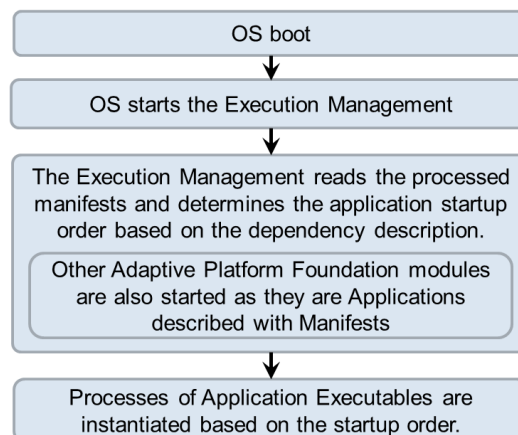 OS boot
OS starts the Execution Management
The Execution Management reads the processed
manifests and determines the application startup
order based on the dependency description.
Other Adaptive Platform Foundation modules
are also started as they are Applications
described with Manifests
Processes of Application Executables are
instantiated based on the startup order.